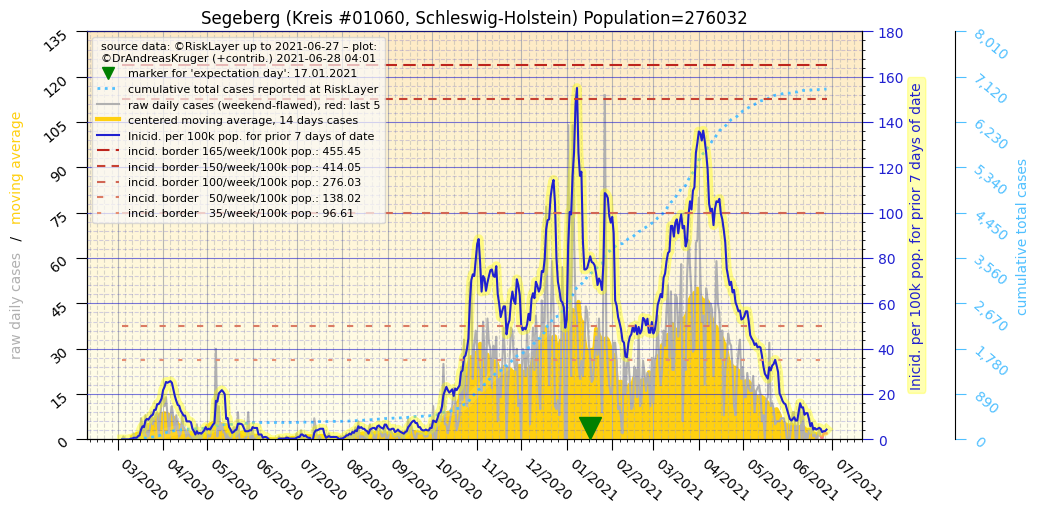 Segeberg (Kreis #01060, Schleswig-Holstein) Population=276032
source data: ©RiskLayer up to 2021-06-27 – plot:
©DrAndreasKruger (+contrib.) 2021-06-28 04:01
marker for 'expectation day': 17.01.2021
cumulative total cases reported at RiskLayer
raw daily cases (weekend-flawed), red: last 5
centered moving average, 14 days cases
Inicid. per 100k pop. for prior 7 days of date
incid. border 165/week/100k pop.: 455.45
incid. border 150/week/100k pop.: 414.05
incid. border 100/week/100k pop.: 276.03
incid. border   50/week/100k pop.: 138.02
incid. border   35/week/100k pop.: 96.61
raw daily cases / moving average
135
120
105
90
75
60
45
30
15
0
03/2020
04/2020
05/2020
06/2020
07/2020
08/2020
09/2020
10/2020
11/2020
12/2020
01/2021
02/2021
03/2021
04/2021
05/2021
06/2021
07/2021
180
160
140
120
100
80
60
40
20
0
Inicid. per 100k pop. for prior 7 days of date
8,010
7,120
6,230
5,340
4,450
3,560
2,670
1,780
890
0
cumulative total cases